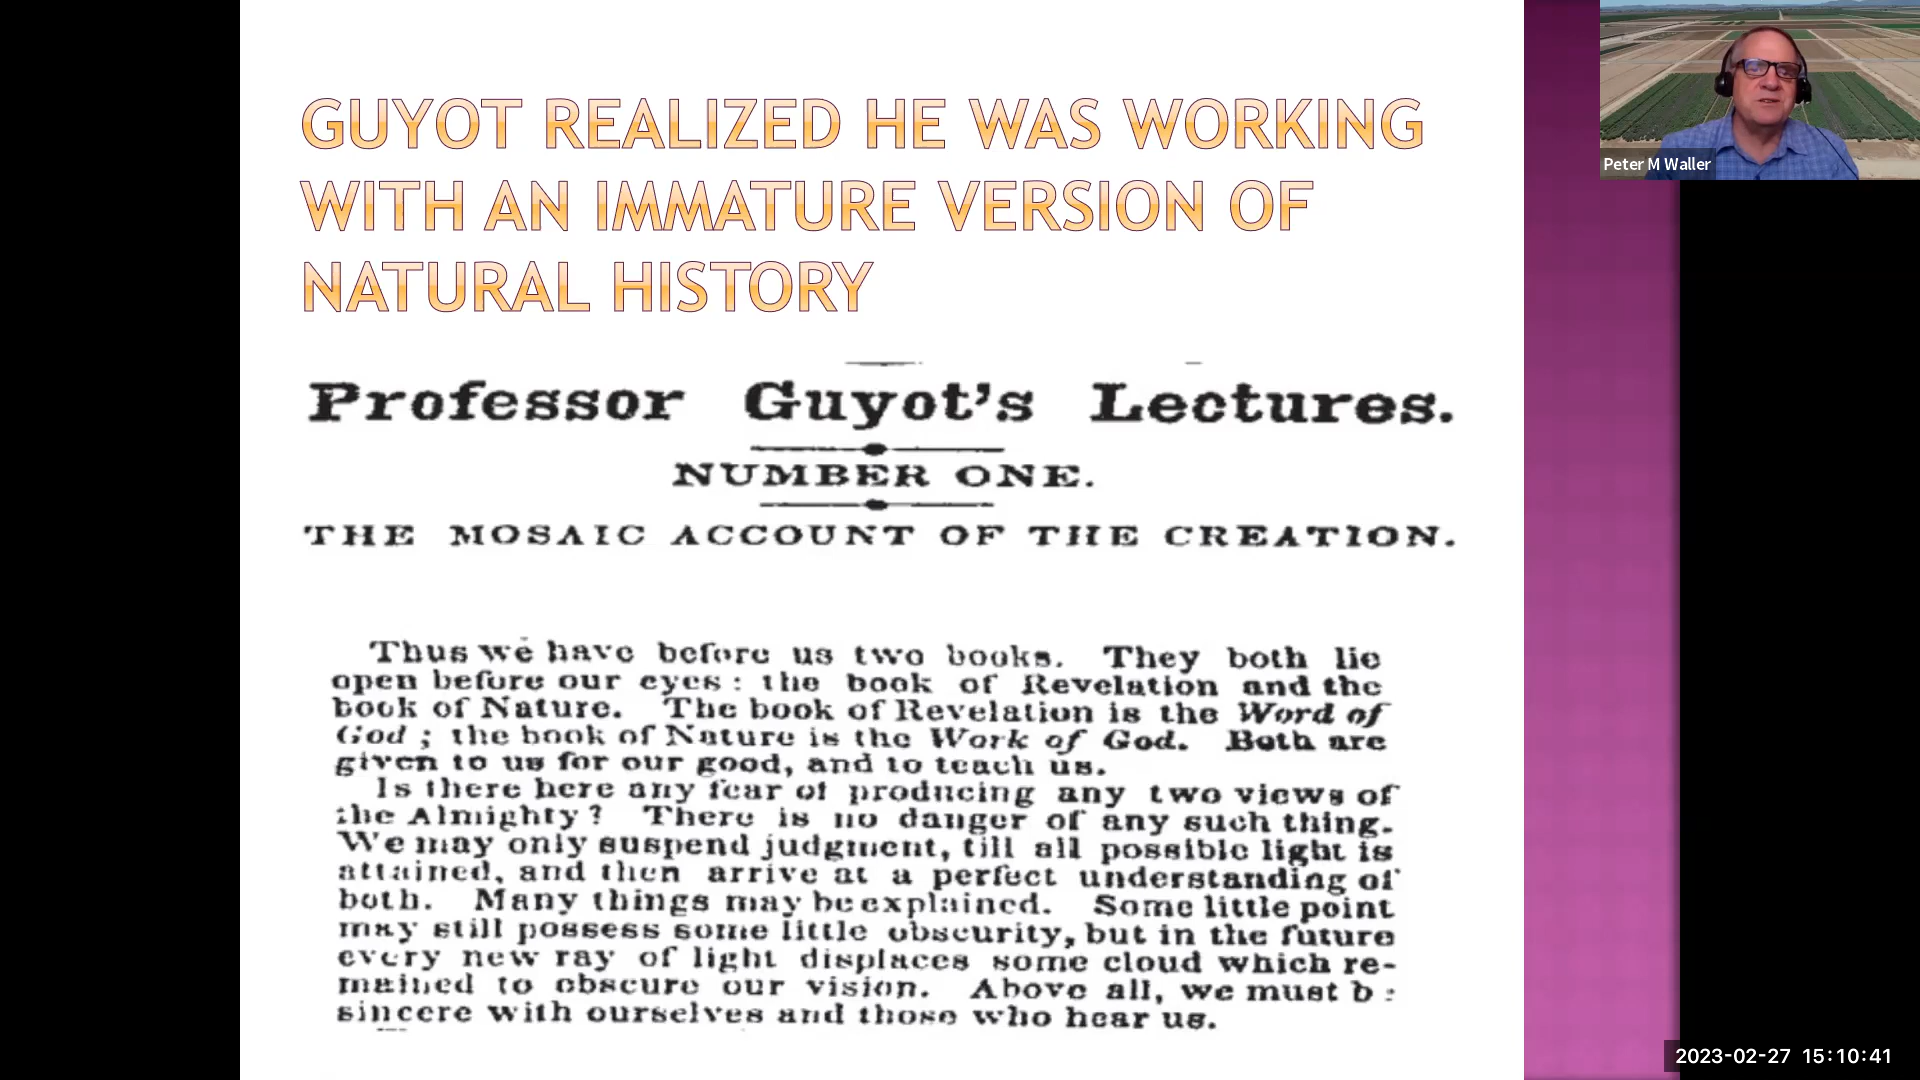 GUYOT REALIZED HE WAS WORKING
WITH AN IMMATURE VERSION OF
NATURAL HISTORY
Professor Guyot's Lectures.
NUMBER ONE.
THE MOSAIC ACCOUNT OF THE CREATION.
Thus we have before us two books. They both lie
open before our eyes: the book of Revelation and the
book of Nature. The book of Revelation is the Word of
God; the book of Nature is the Work of God. Both are
given to us for our good, and to teach us.
Is there here any fear of producing any two views of
the Almighty? There is no danger of any such thing.
We may only suspend judgment, till all possible light is
attained, and then arrive at a perfect understanding of
both. Many things may be explained. Some little point
may still possess some little obscurity, but in the future
every new ray of light displaces some cloud which re-
mained to obscure our vision. Above all, we must be
sincere with ourselves and those who hear us.
Peter M Waller
2023-02-27 15:10:41